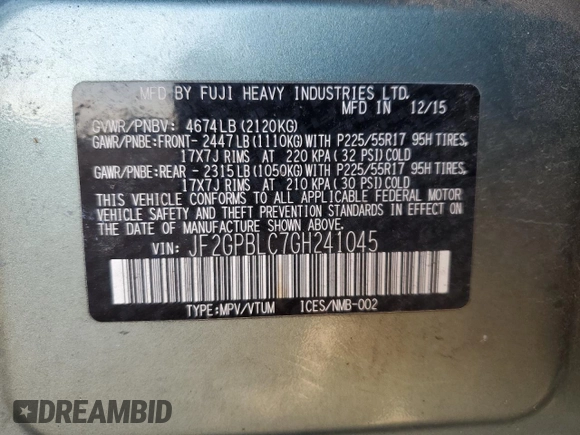 MFD BY FUJI HEAVY INDUSTRIES LTD.
MFD IN 12/15
GVWR/PNBV: 4674LB(2120KG)
GAWR/PNBE:FRONT- 2447LB(1110KG)WITH P225/55R17 95H TIRES,
17X7J RIMS AT 220 KPA (32 PSI)COLD
GAWR/PNBE:REAR - 2315LB(1050KG)WITH P225/55R17 95H TIRES,
17X7J RIMS AT 210 KPA (30 PSI)COLD
THIS VEHICLE CONFORMS TO ALL APPLICABLE FEDERAL MOTOR
VEHICLE SAFETY AND THEFT PREVENTION STANDARDS IN EFFECT ON
THE DATE OF MANUFACTURE SHOWN ABOVE.
VIN: JF2GPBLC7GH241045
TYPE:MPV/VTUM ICES/NMB-002
DREAMBID